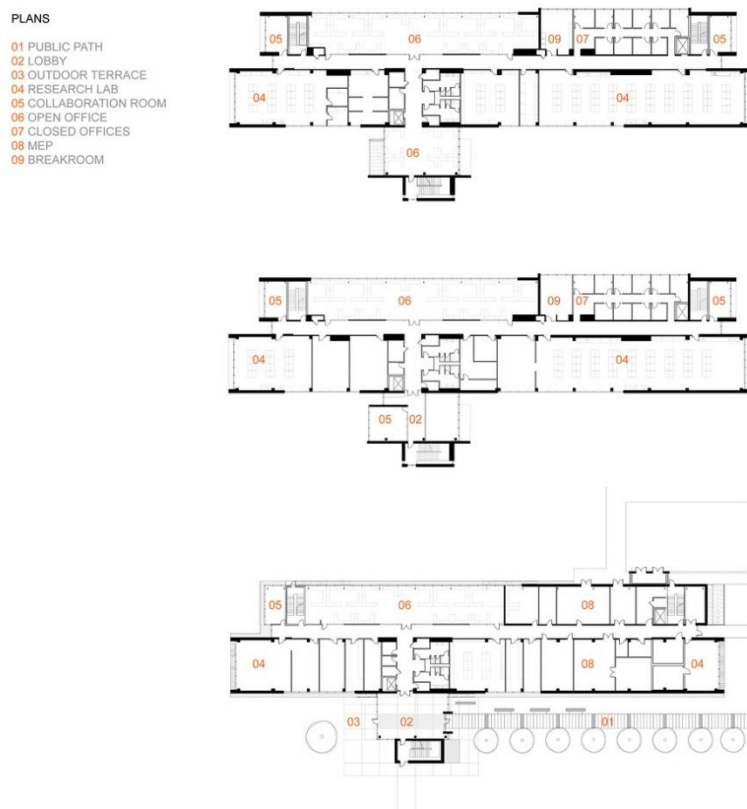 PLANS
01 PUBLIC PATH
02 LOBBY
03 OUTDOOR TERRACE
04 RESEARCH LAB
05 COLLABORATION ROOM
06 OPEN OFFICE
07 CLOSED OFFICES
08 MEP
09 BREAKROOM
05 06 09 07 05
04 04
06
05 06 09 07 05
04 04
05 02
05 06 08
04 08 04
03 02 01